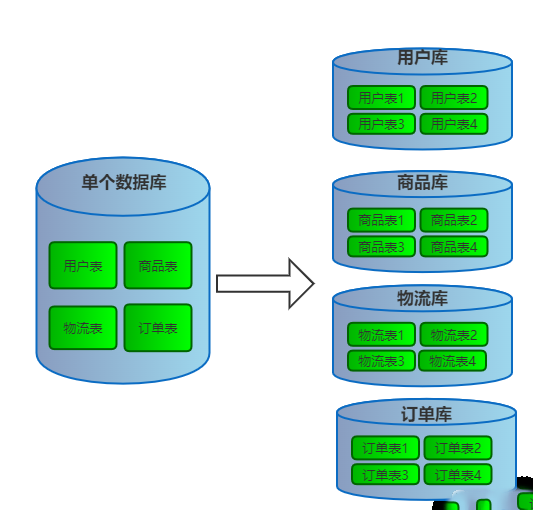 单个数据库
用户表 商品表
物流表 订单表
用户库
用户表1 用户表2
用户表3 用户表4
商品库
商品表1 商品表2
商品表3 商品表4
物流库
物流表1 物流表2
物流表3 物流表4
订单库
订单表1 订单表2
订单表3 订单表4